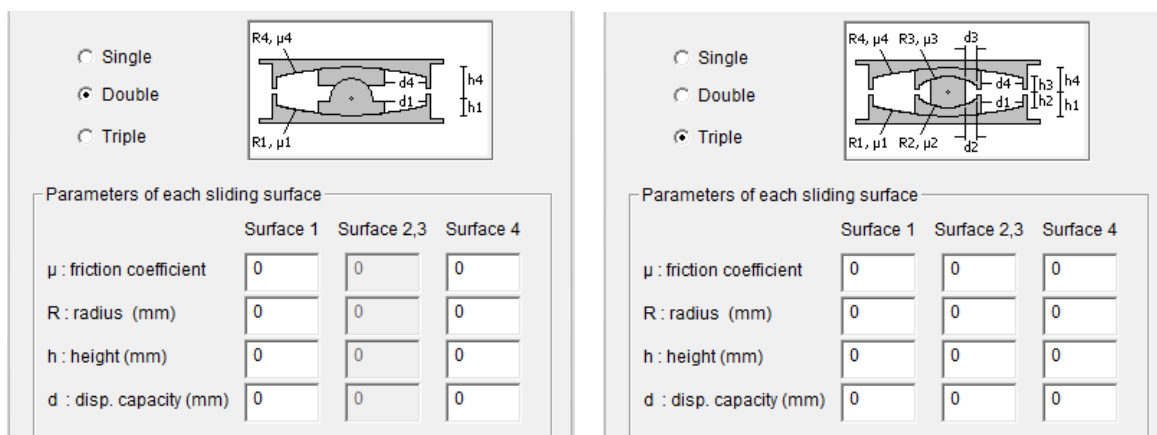 Single
Double
Triple
R4, µ4
d4
d1
h4
h1
R1, µ1
Parameters of each sliding surface
Surface 1 Surface 2,3 Surface 4
µ : friction coefficient 0 0 0
R : radius (mm) 0 0 0
h : height (mm) 0 0 0
d : disp. capacity (mm) 0 0 0
Single
Double
Triple
R4, µ4 R3, µ3 d3
d4 h3 h4
d1 h2 h1
R1, µ1 R2, µ2 d2
Parameters of each sliding surface
Surface 1 Surface 2,3 Surface 4
µ : friction coefficient 0 0 0
R : radius (mm) 0 0 0
h : height (mm) 0 0 0
d : disp. capacity (mm) 0 0 0